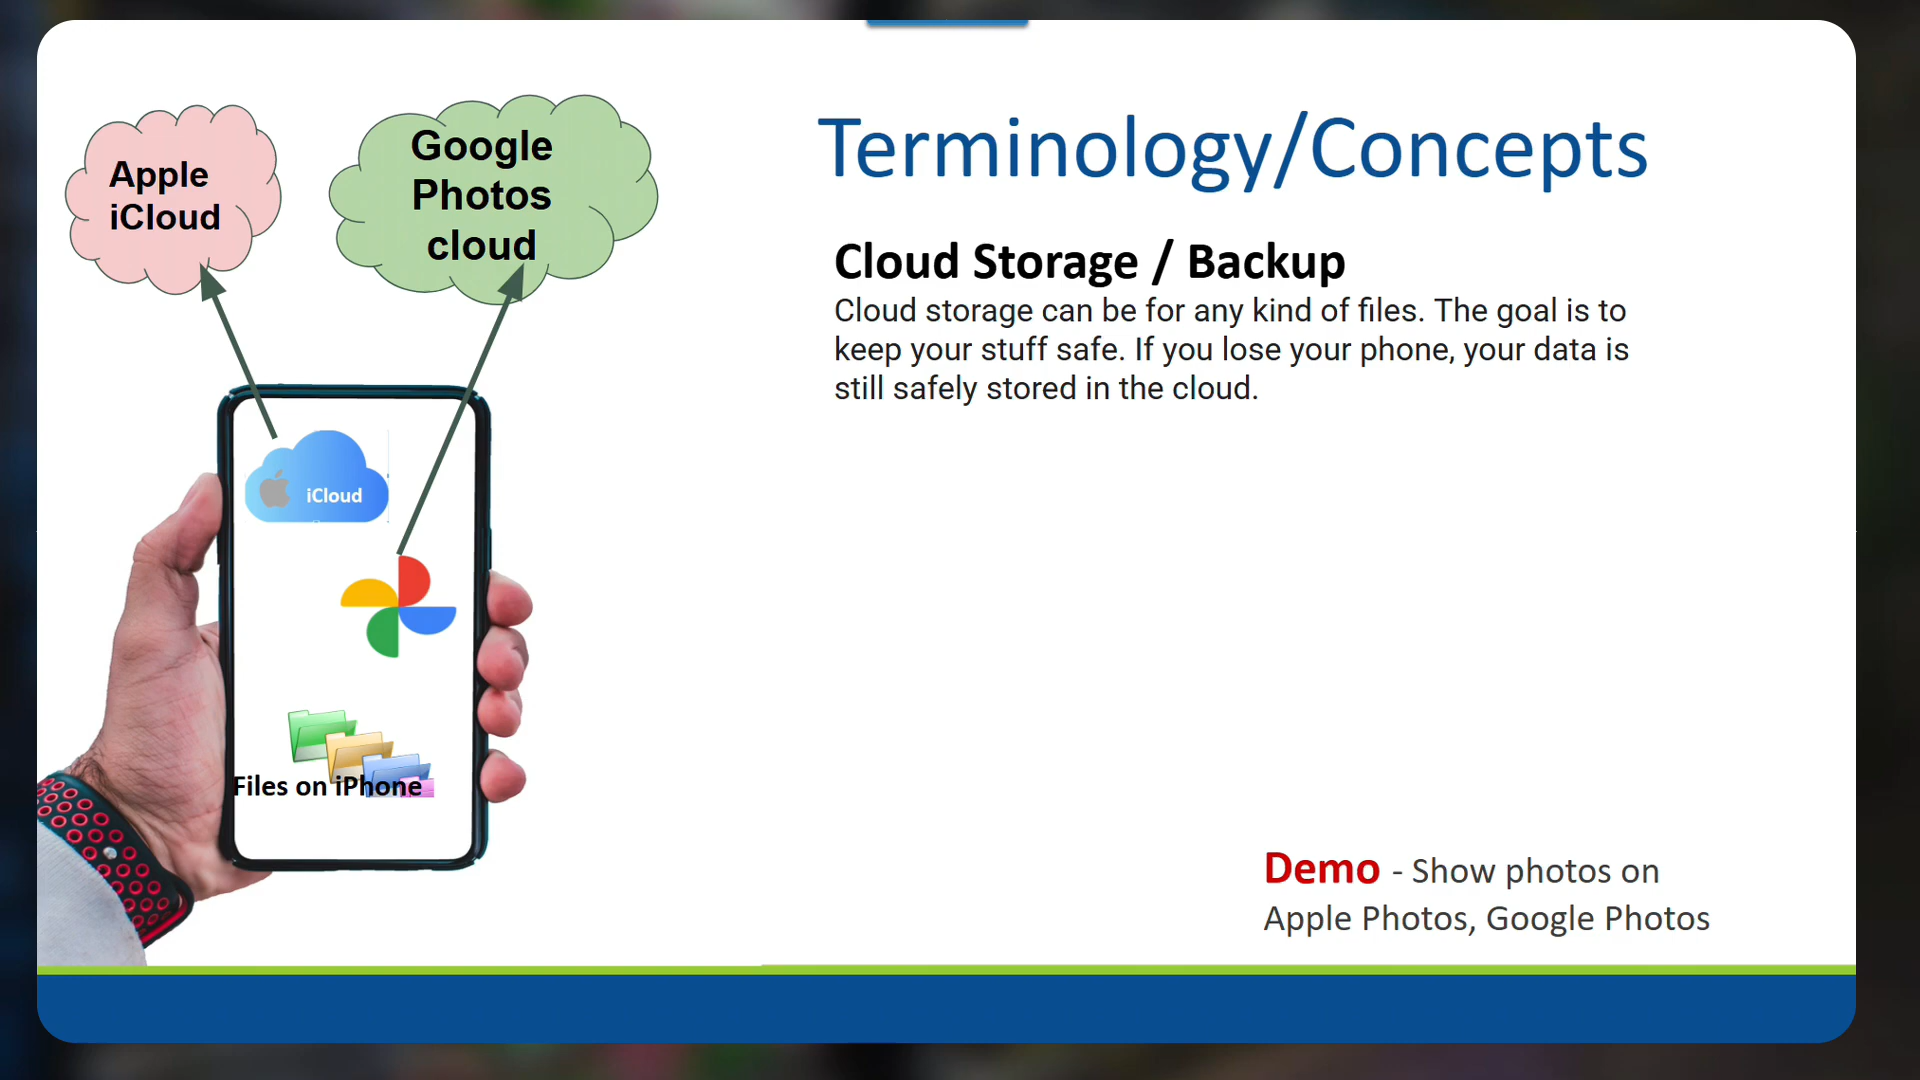 Apple
iCloud
Google
Photos
cloud
iCloud
Files on iPhone
Terminology/Concepts
Cloud Storage / Backup
Cloud storage can be for any kind of files. The goal is to
keep your stuff safe. If you lose your phone, your data is
still safely stored in the cloud.
Demo - Show photos on
Apple Photos, Google Photos